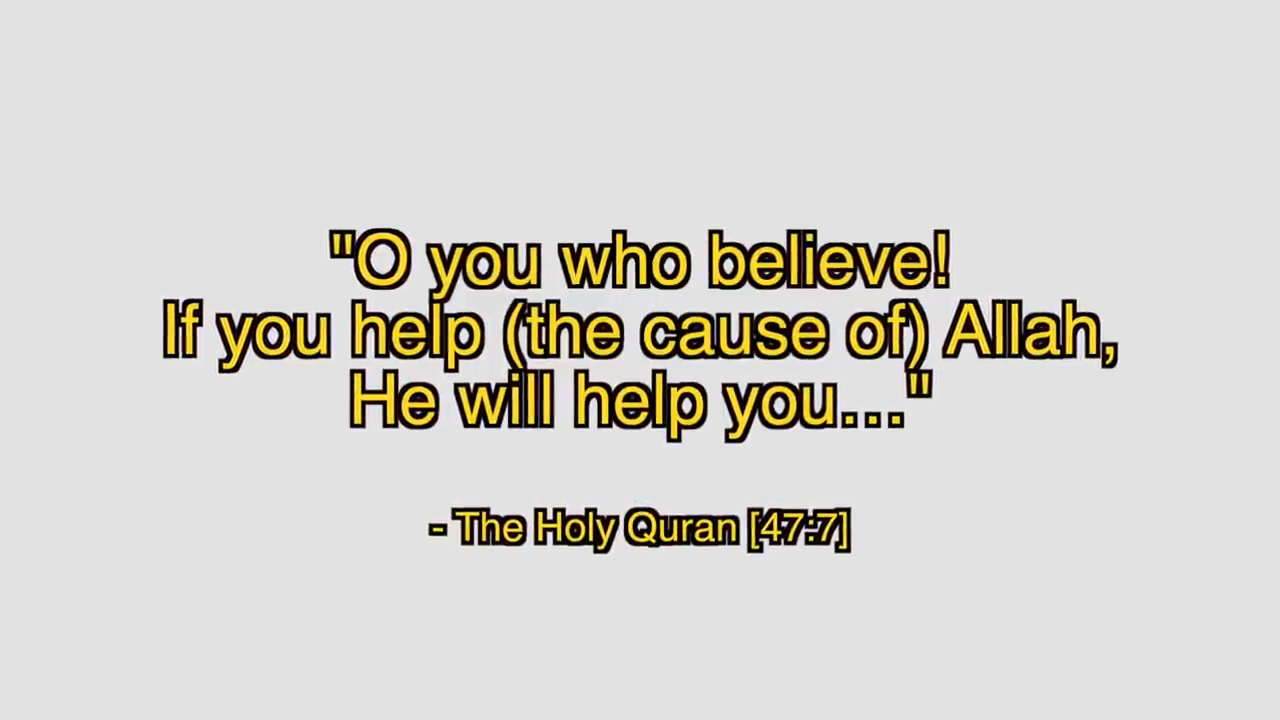 "O you who believe!
If you help (the cause of) Allah,
He will help you..."
- The Holy Quran [47:7]